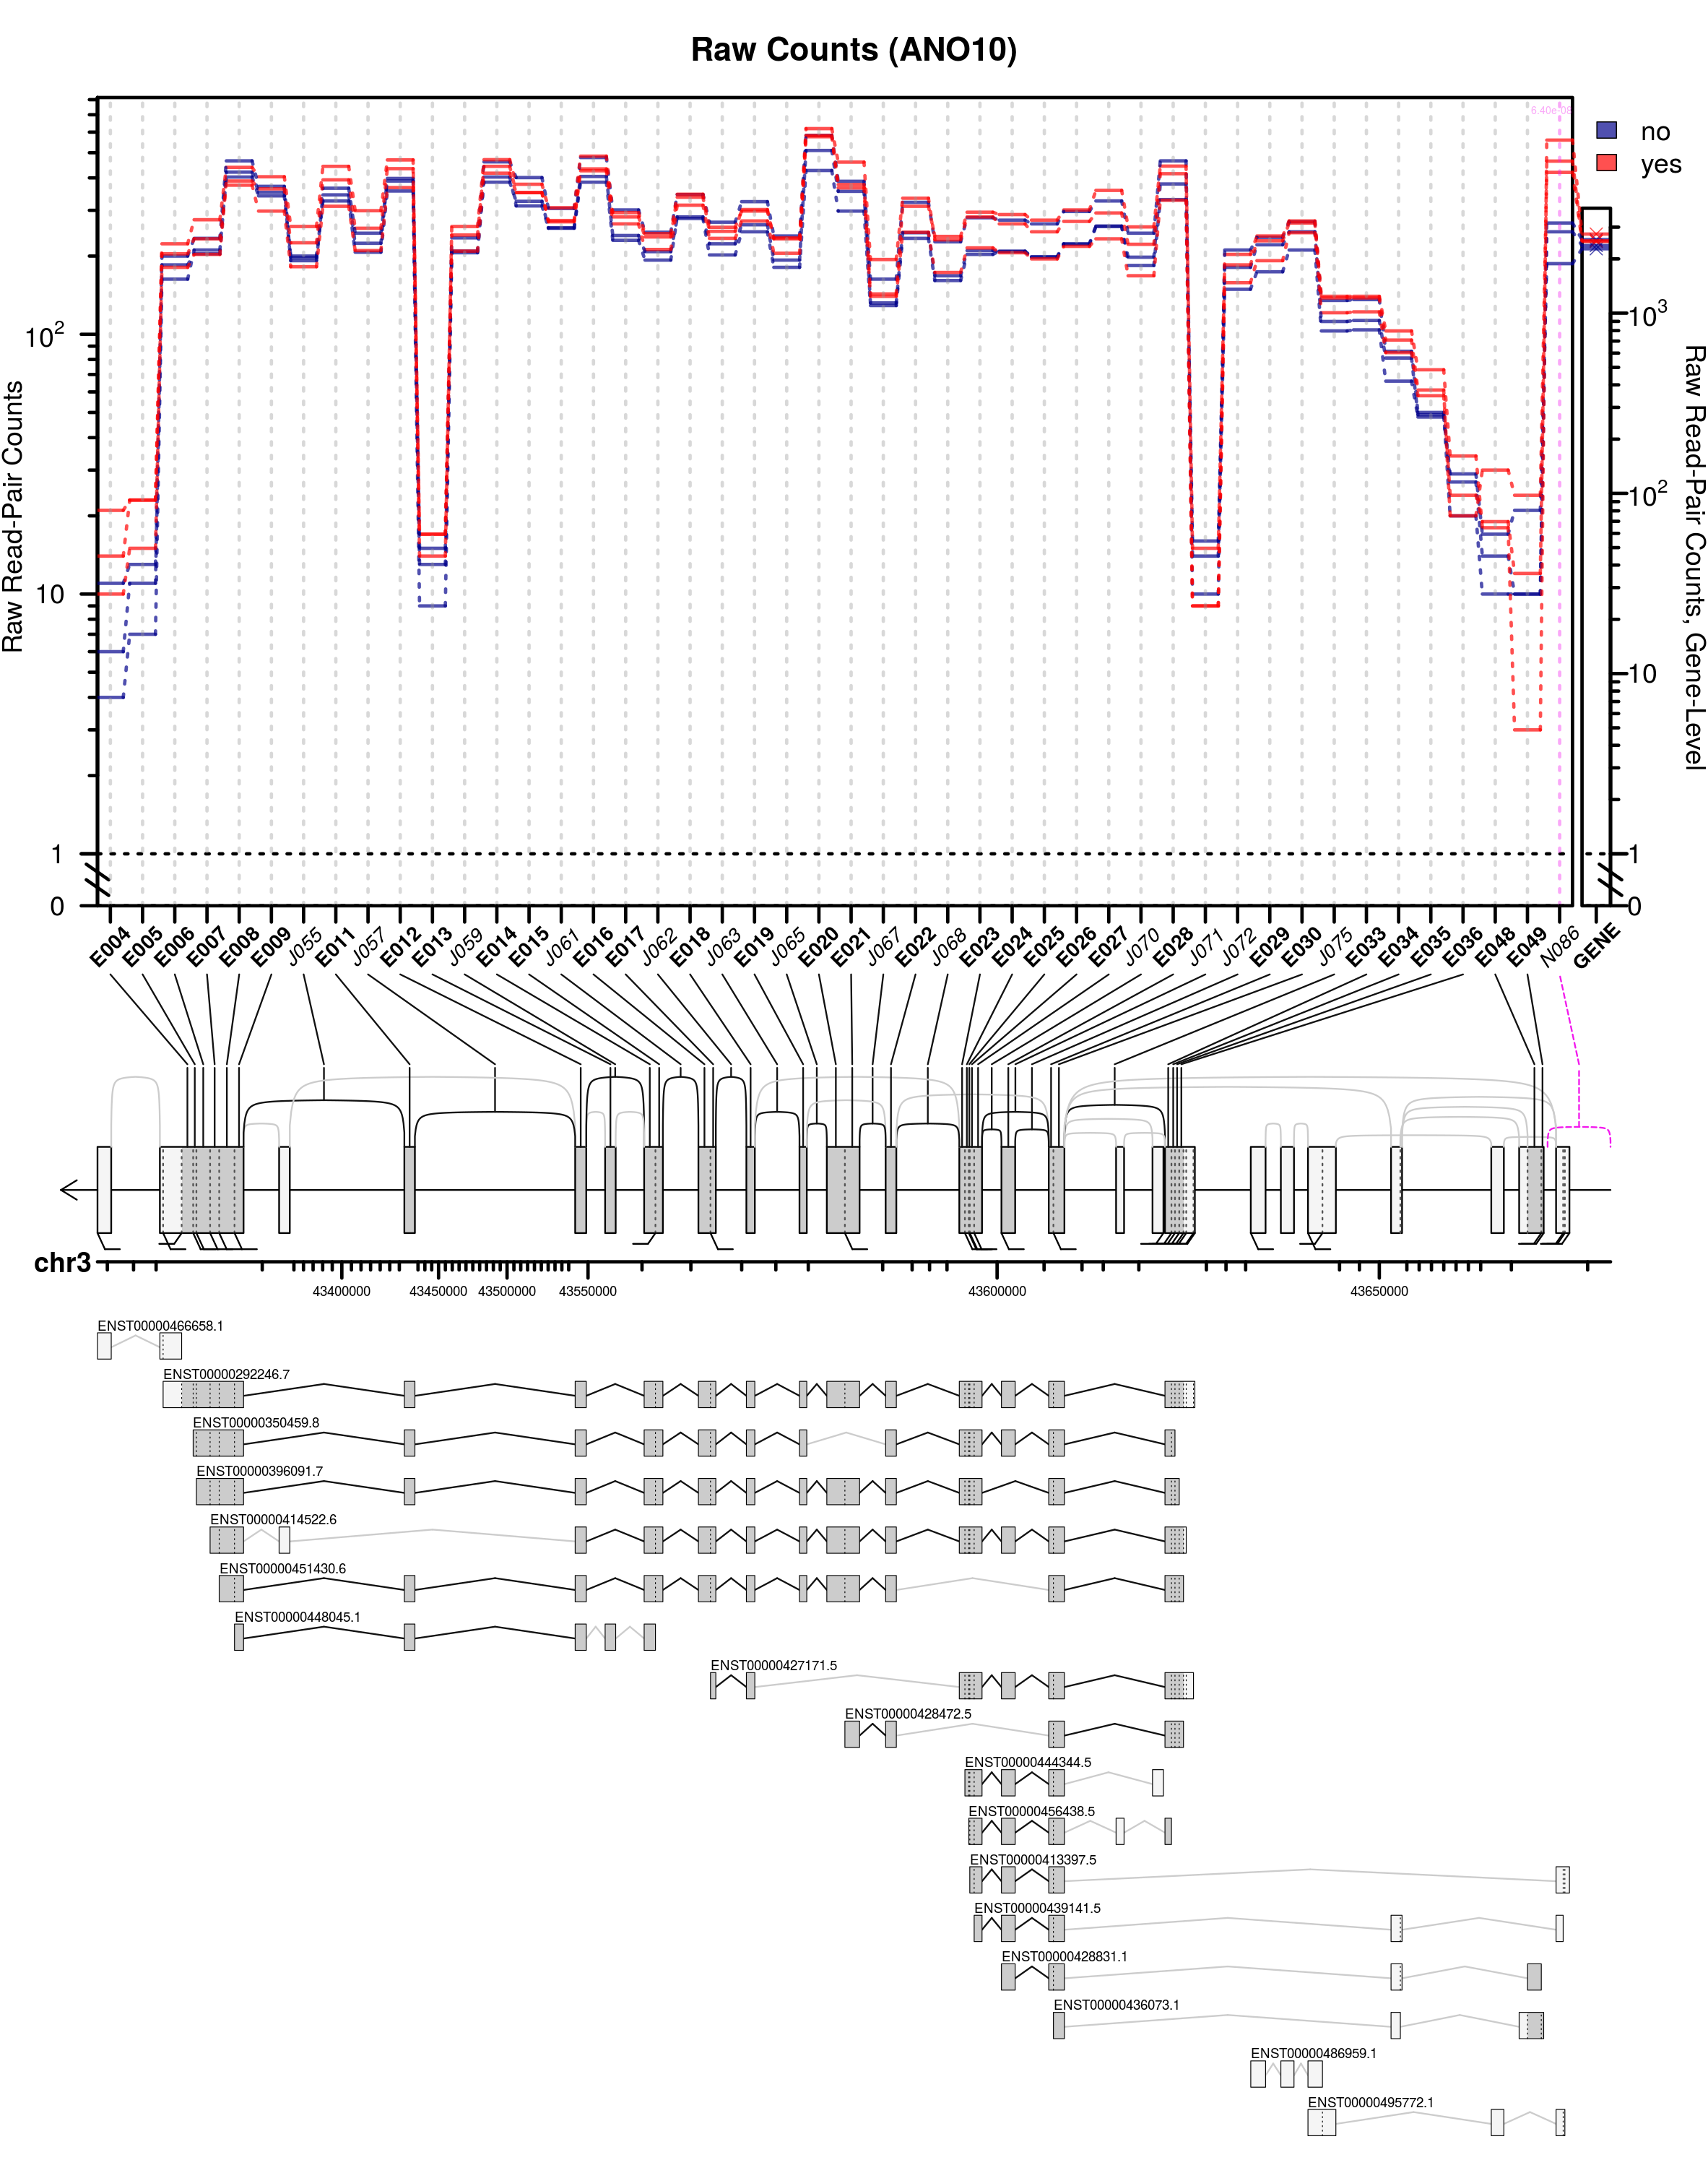 Raw Counts (ANO10)
6.40e-08
no
yes
Raw Read-Pair Counts
10²
10
1
0
Raw Read-Pair Counts, Gene-Level
10³
10²
10
1
0
E004 E005 E006 E007 E008 E009 J055 E011 J057 E012 E013 J059 E014 E015 J061 E016 E017 J062 E018 J063 E019 J065 E020 E021 J067 E022 J068 E023 E024 E025 E026 E027 J070 E028 J071 J072 E029 E030 J075 E033 E034 E035 E036 E048 E049 N086 GENE
chr3
43400000 43450000 43500000 43550000 43600000 43650000
ENST00000466658.1
ENST00000292246.7
ENST00000350459.8
ENST00000396091.7
ENST00000414522.6
ENST00000451430.6
ENST00000448045.1
ENST00000427171.5
ENST00000428472.5
ENST00000444344.5
ENST00000456438.5
ENST00000413397.5
ENST00000439141.5
ENST00000428831.1
ENST00000436073.1
ENST00000486959.1
ENST00000495772.1